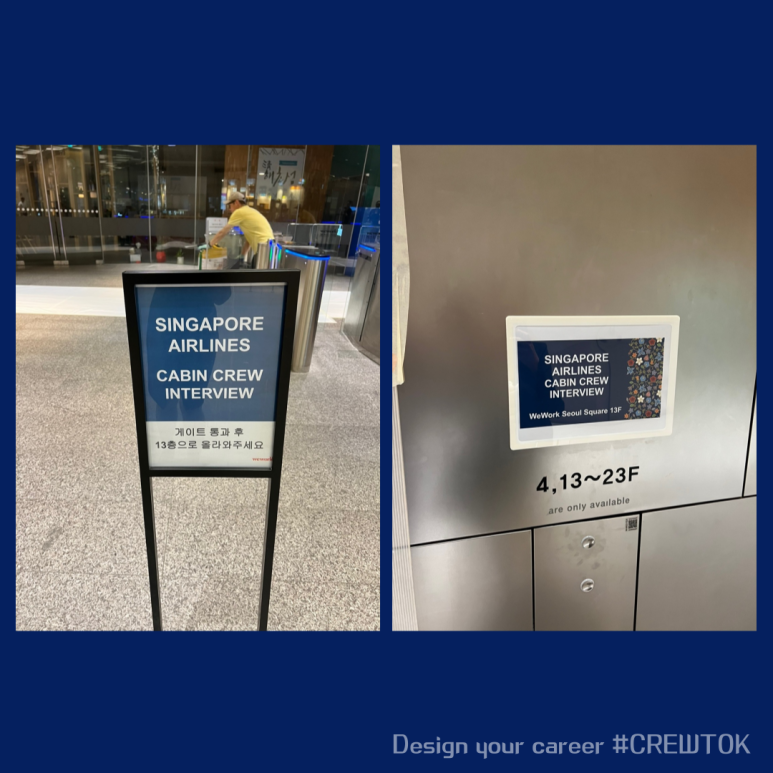 SINGAPORE
AIRLINES
CABIN CREW
INTERVIEW
게이트 통과 후
13층으로 올라와주세요
SINGAPORE
AIRLINES
CABIN CREW
INTERVIEW
WeWork Seoul Square 13F
4,13~23F
are only available
Design your career #CREWTOK